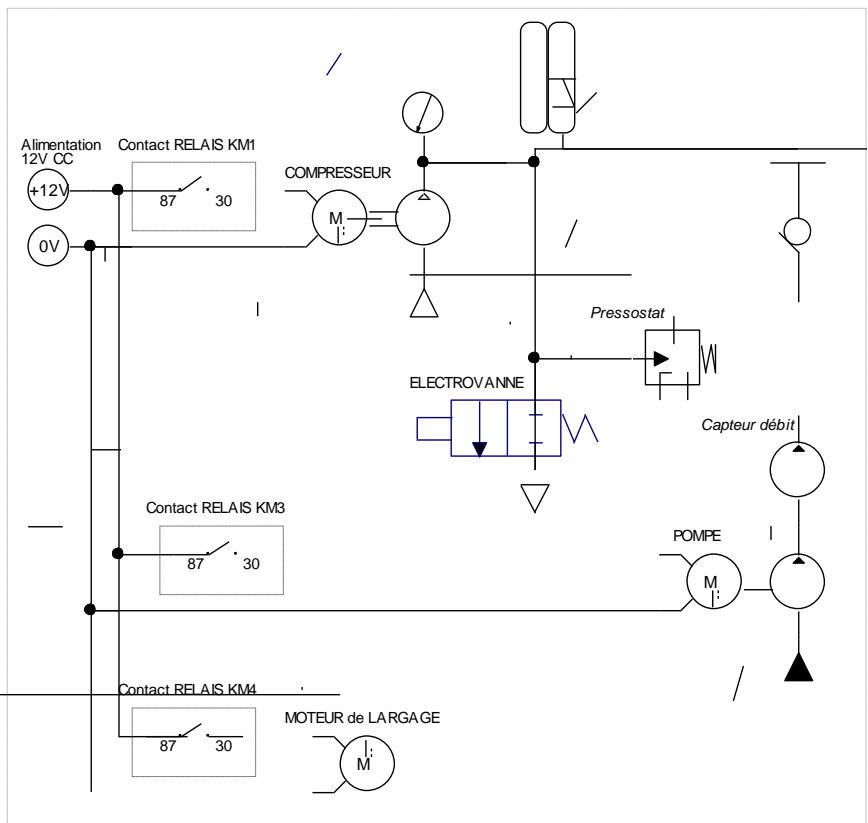 Alimentation
12V CC
Contact RELAIS KM1
+12V
87 30
COMPRESSEUR
M
0V
Pressostat
ELECTROVANNE
Capteur débit
Contact RELAIS KM3
87 30
POMPE
M
Contact RELAIS KM4
87 30
MOTEUR de LARGAGE
M